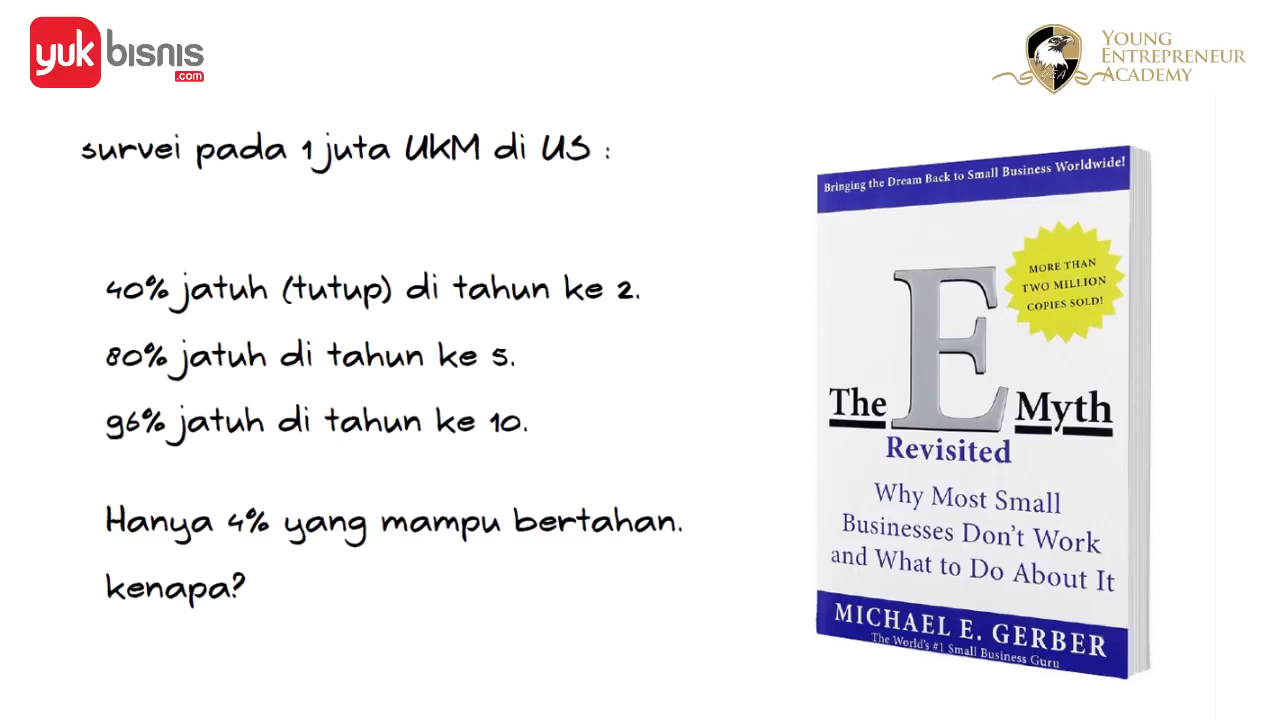 yukbisnis
.com
YOUNG
ENTREPRENEUR
ACADEMY
YEA
survei pada 1 juta UKM di US :
40% jatuh (tutup) di tahun ke 2.
80% jatuh di tahun ke 5.
96% jatuh di tahun ke 10.
Hanya 4% yang mampu bertahan.
kenapa?
Bringing the Dream Back to Small Business Worldwide!
MORE THAN
TWO MILLION
COPIES SOLD!
The E Myth
Revisited
Why Most Small
Businesses Don't Work
and What to Do About It
MICHAEL E. GERBER
The World's #1 Small Business Guru